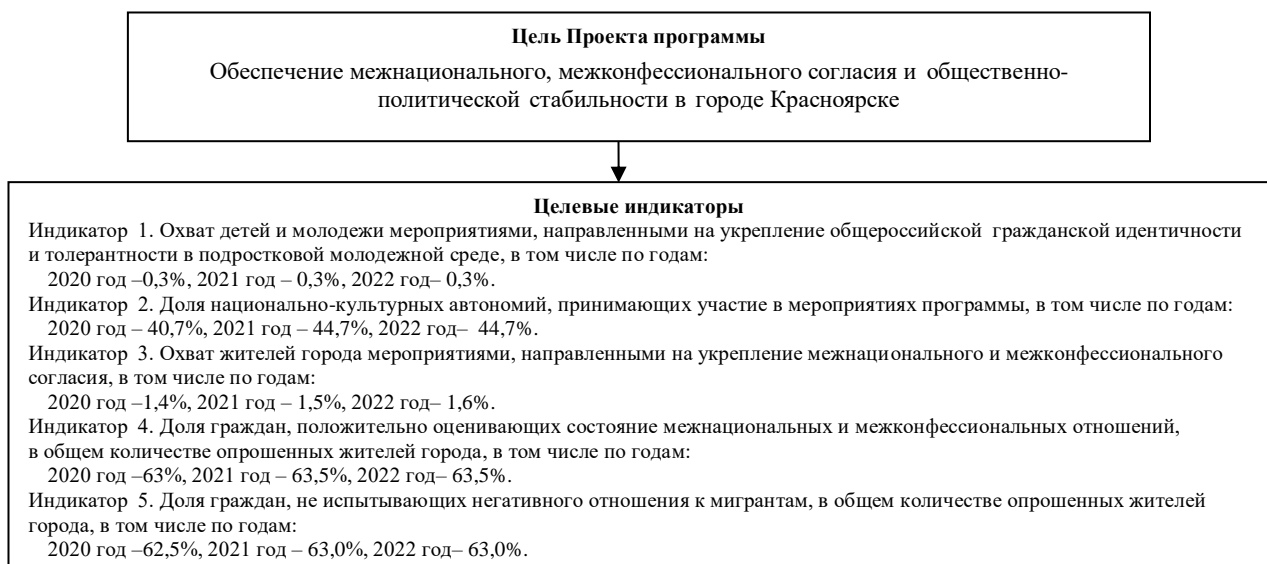 Цель Проекта программы
Обеспечение межнационального, межконфессионального согласия и общественно-
политической стабильности в городе Красноярске
Целевые индикаторы
Индикатор 1. Охват детей и молодежи мероприятиями, направленными на укрепление общероссийской гражданской идентичности
и толерантности в подростковой молодежной среде, в том числе по годам:
2020 год –0,3%, 2021 год – 0,3%, 2022 год– 0,3%.
Индикатор 2. Доля национально-культурных автономий, принимающих участие в мероприятиях программы, в том числе по годам:
2020 год – 40,7%, 2021 год – 44,7%, 2022 год– 44,7%.
Индикатор 3. Охват жителей города мероприятиями, направленными на укрепление межнационального и межконфессионального
согласия, в том числе по годам:
2020 год –1,4%, 2021 год – 1,5%, 2022 год– 1,6%.
Индикатор 4. Доля граждан, положительно оценивающих состояние межнациональных и межконфессиональных отношений,
в общем количестве опрошенных жителей города, в том числе по годам:
2020 год –63%, 2021 год – 63,5%, 2022 год– 63,5%.
Индикатор 5. Доля граждан, не испытывающих негативного отношения к мигрантам, в общем количестве опрошенных жителей
города, в том числе по годам:
2020 год –62,5%, 2021 год – 63,0%, 2022 год– 63,0%.